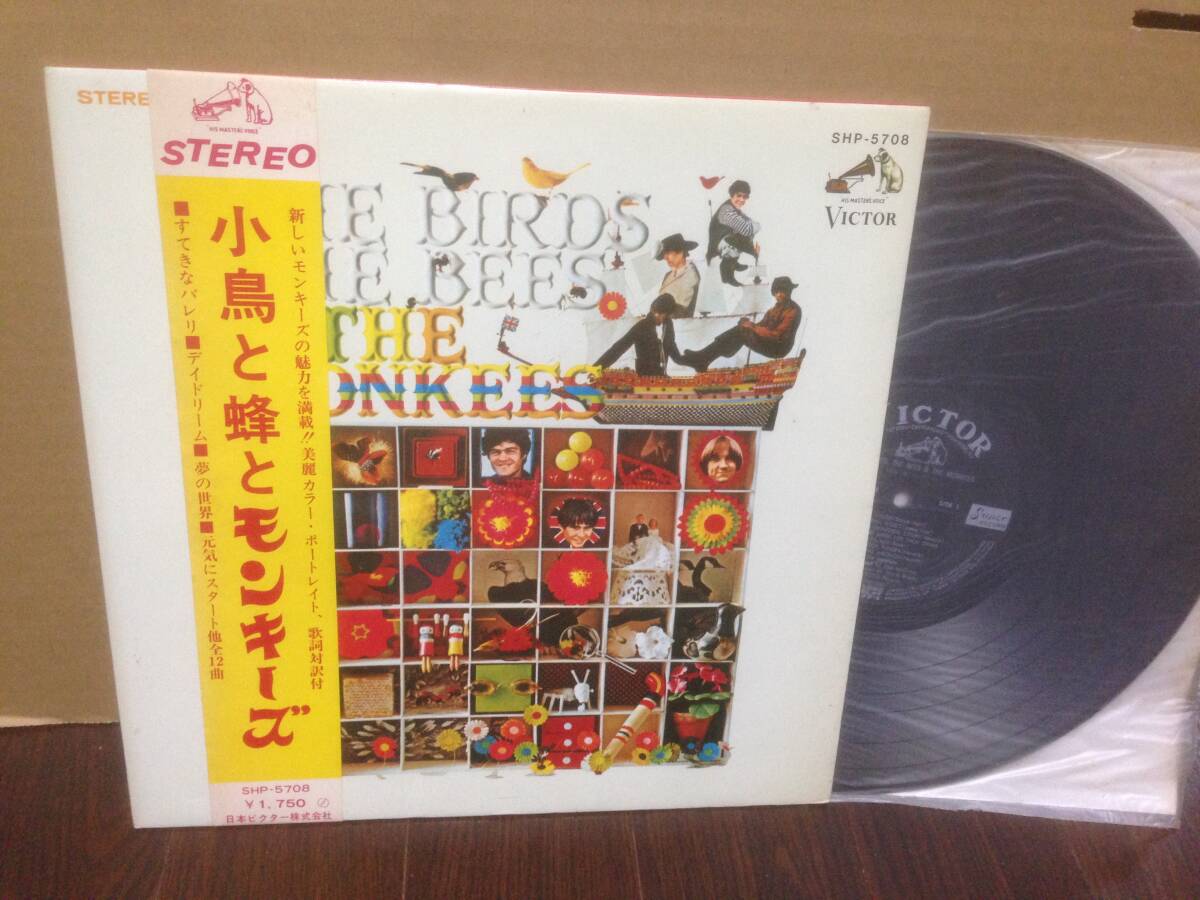 STERE
HIS MASTER'S VOICE
STEREO
小鳥と蜂とモンキーズ
新しいモンキーズの魅力を満載!!美麗カラー・ポートレイト、歌詞対訳付
■すてきなバレリ■デイドリーム■夢の世界■元気にスタート他全12曲
SHP-5708
¥1,750
日本ビクター株式会社
HE BIRDS
HE BEES
THE
ONKEES
SHP-5708
HIS MASTER'S VOICE
VICTOR
VICTOR
SIDE 1